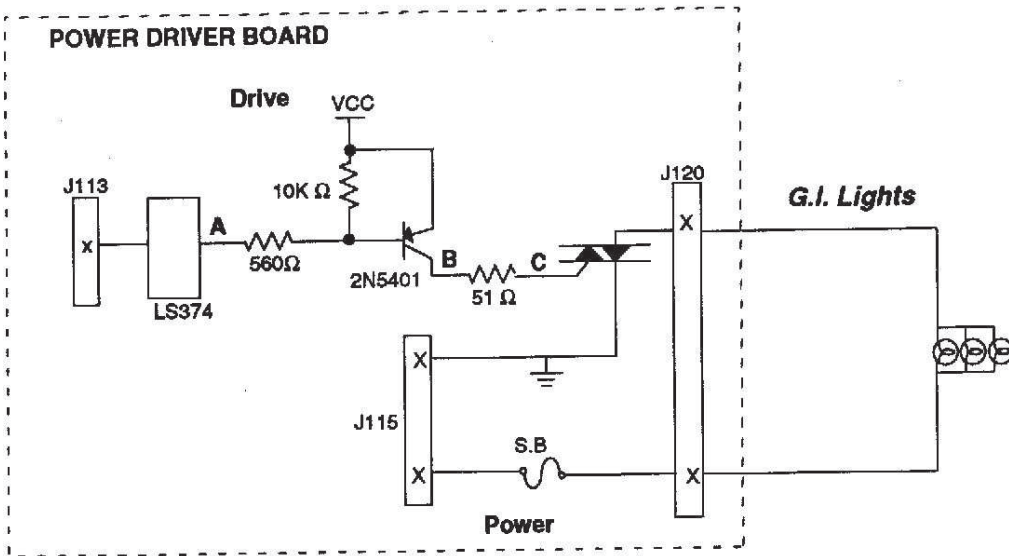 POWER DRIVER BOARD
Drive
VCC
J113
10K Ω
J120
G.I. Lights
X
A
X
560Ω
B
C
2N5401
51 Ω
LS374
X
J115
S.B
X
X
Power